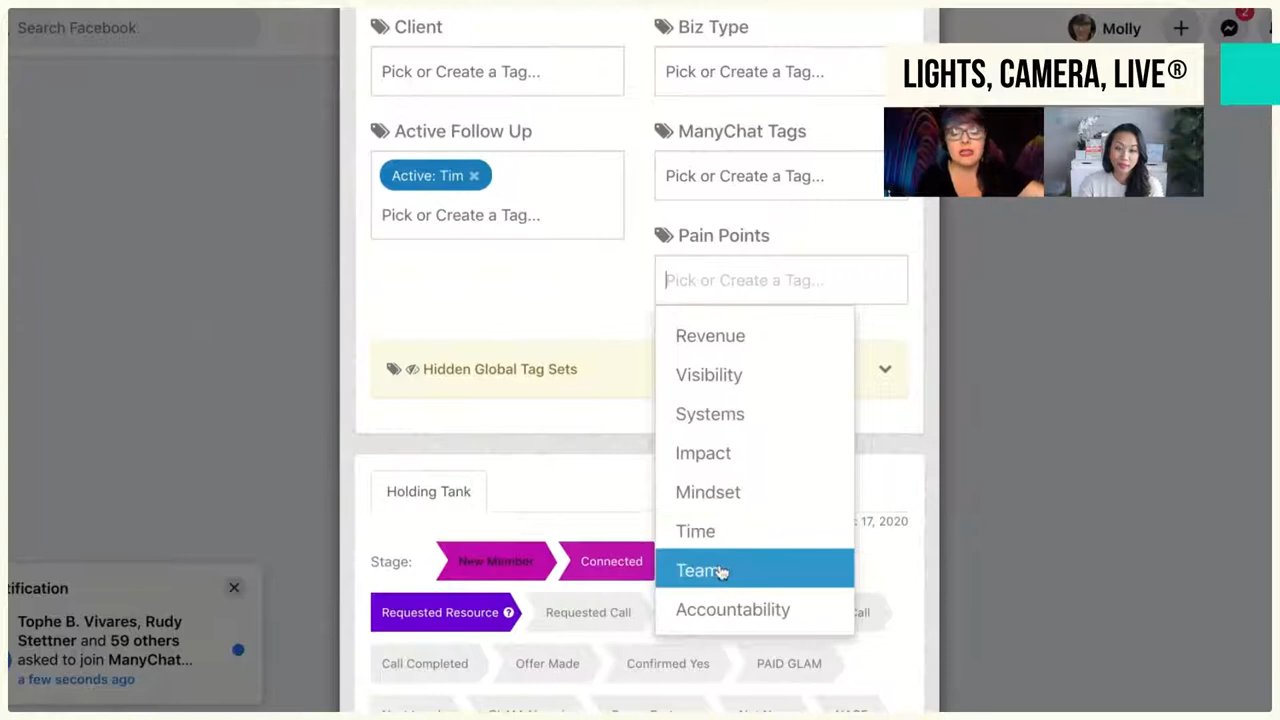 Search Facebook
Molly
2
LIGHTS, CAMERA, LIVE®
Client
Pick or Create a Tag...
Biz Type
Pick or Create a Tag...
Active Follow Up
Active: Tim ×
Pick or Create a Tag...
ManyChat Tags
Pick or Create a Tag...
Pain Points
Pick or Create a Tag...
Revenue
Visibility
Systems
Impact
Mindset
Time
Team
Accountability
Hidden Global Tag Sets
Holding Tank
17, 2020
Stage:
New Member
Connected
Requested Resource
Requested Call
Call Completed
Offer Made
Confirmed Yes
PAID GLAM
tification
Tophe B. Vivares, Rudy
Stettner and 59 others
asked to join ManyChat...
a few seconds ago